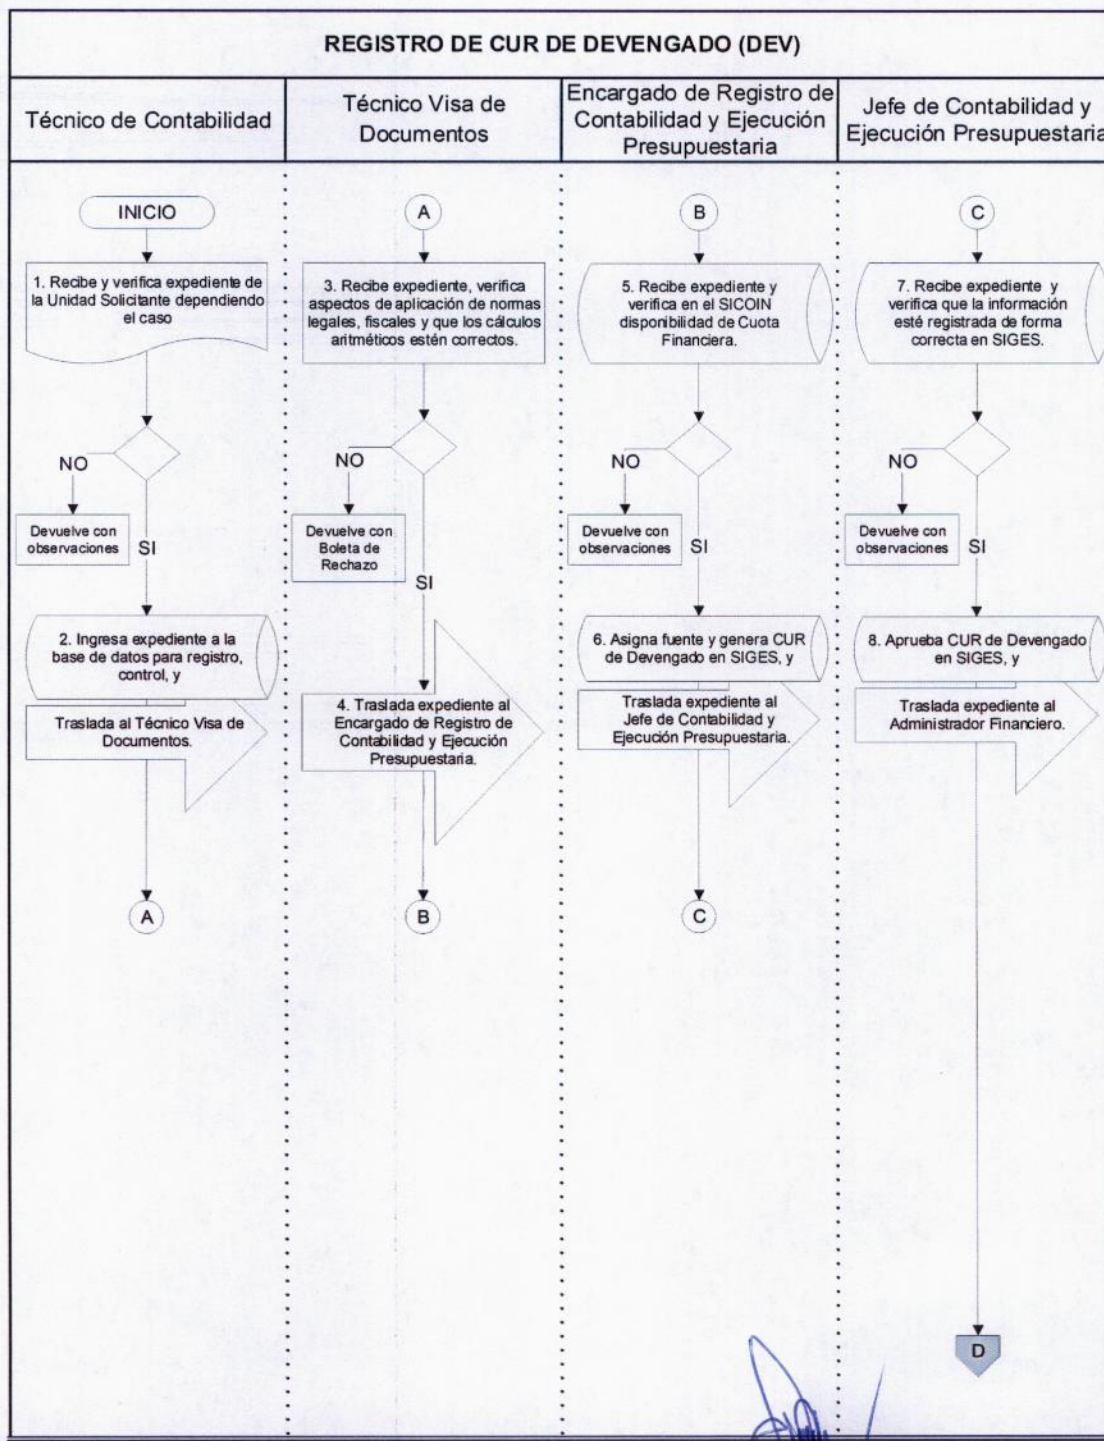 REGISTRO DE CUR DE DEVENGADO (DEV)
Técnico de Contabilidad
Técnico Visa de
Documentos
Encargado de Registro de
Contabilidad y Ejecución
Presupuestaria
Jefe de Contabilidad y
Ejecución Presupuestaria
INICIO
1. Recibe y verifica expediente de
la Unidad Solicitante dependiendo
el caso
NO
Devuelve con
observaciones
SI
2. Ingresa expediente a la
base de datos para registro,
control, y
Traslada al Técnico Visa de
Documentos.
A
A
3. Recibe expediente, verifica
aspectos de aplicación de normas
legales, fiscales y que los cálculos
aritméticos estén correctos.
NO
Devuelve con
Boleta de
Rechazo
SI
4. Traslada expediente al
Encargado de Registro de
Contabilidad y Ejecución
Presupuestaria.
B
B
5. Recibe expediente y
verifica en el SICOIN
disponibilidad de Cuota
Financiera.
NO
Devuelve con
observaciones
SI
6. Asigna fuente y genera CUR
de Devengado en SIGES, y
Traslada expediente al
Jefe de Contabilidad y
Ejecución Presupuestaria.
C
C
7. Recibe expediente y
verifica que la información
esté registrada de forma
correcta en SIGES.
NO
Devuelve con
observaciones
SI
8. Aprueba CUR de Devengado
en SIGES, y
Traslada expediente al
Administrador Financiero.
D